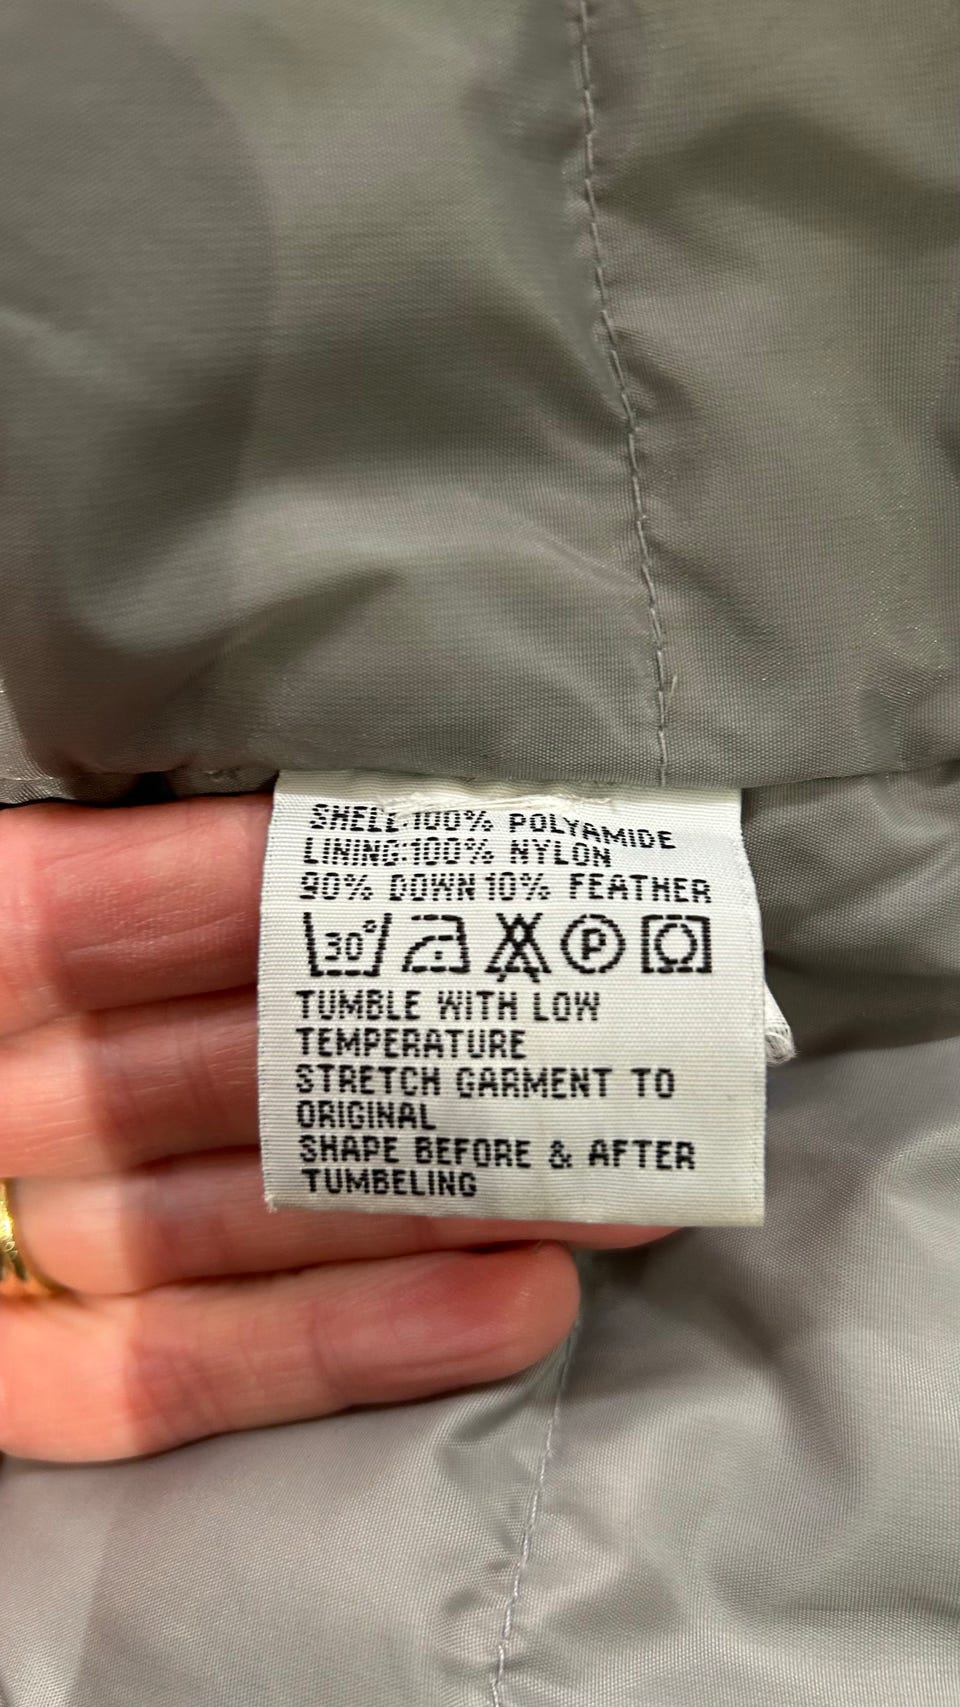 SHELL:100% POLYAMIDE
LINING:100% NYLON
90% DOWN 10% FEATHER
30° P
TUMBLE WITH LOW
TEMPERATURE
STRETCH GARMENT TO
ORIGINAL
SHAPE BEFORE & AFTER
TUMBELING